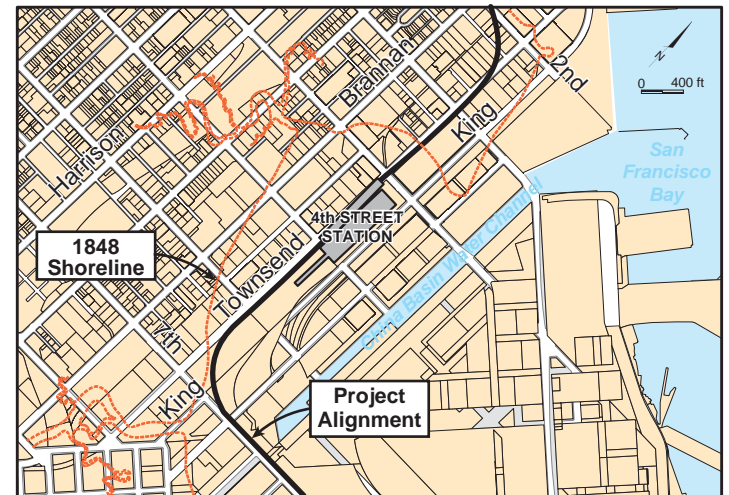 Harrison
Brannan
King
2nd
N
0 400 ft
San
Francisco
Bay
4th STREET
STATION
1848
Shoreline
Townsend
China Basin Water Channel
7th
King
Project
Alignment